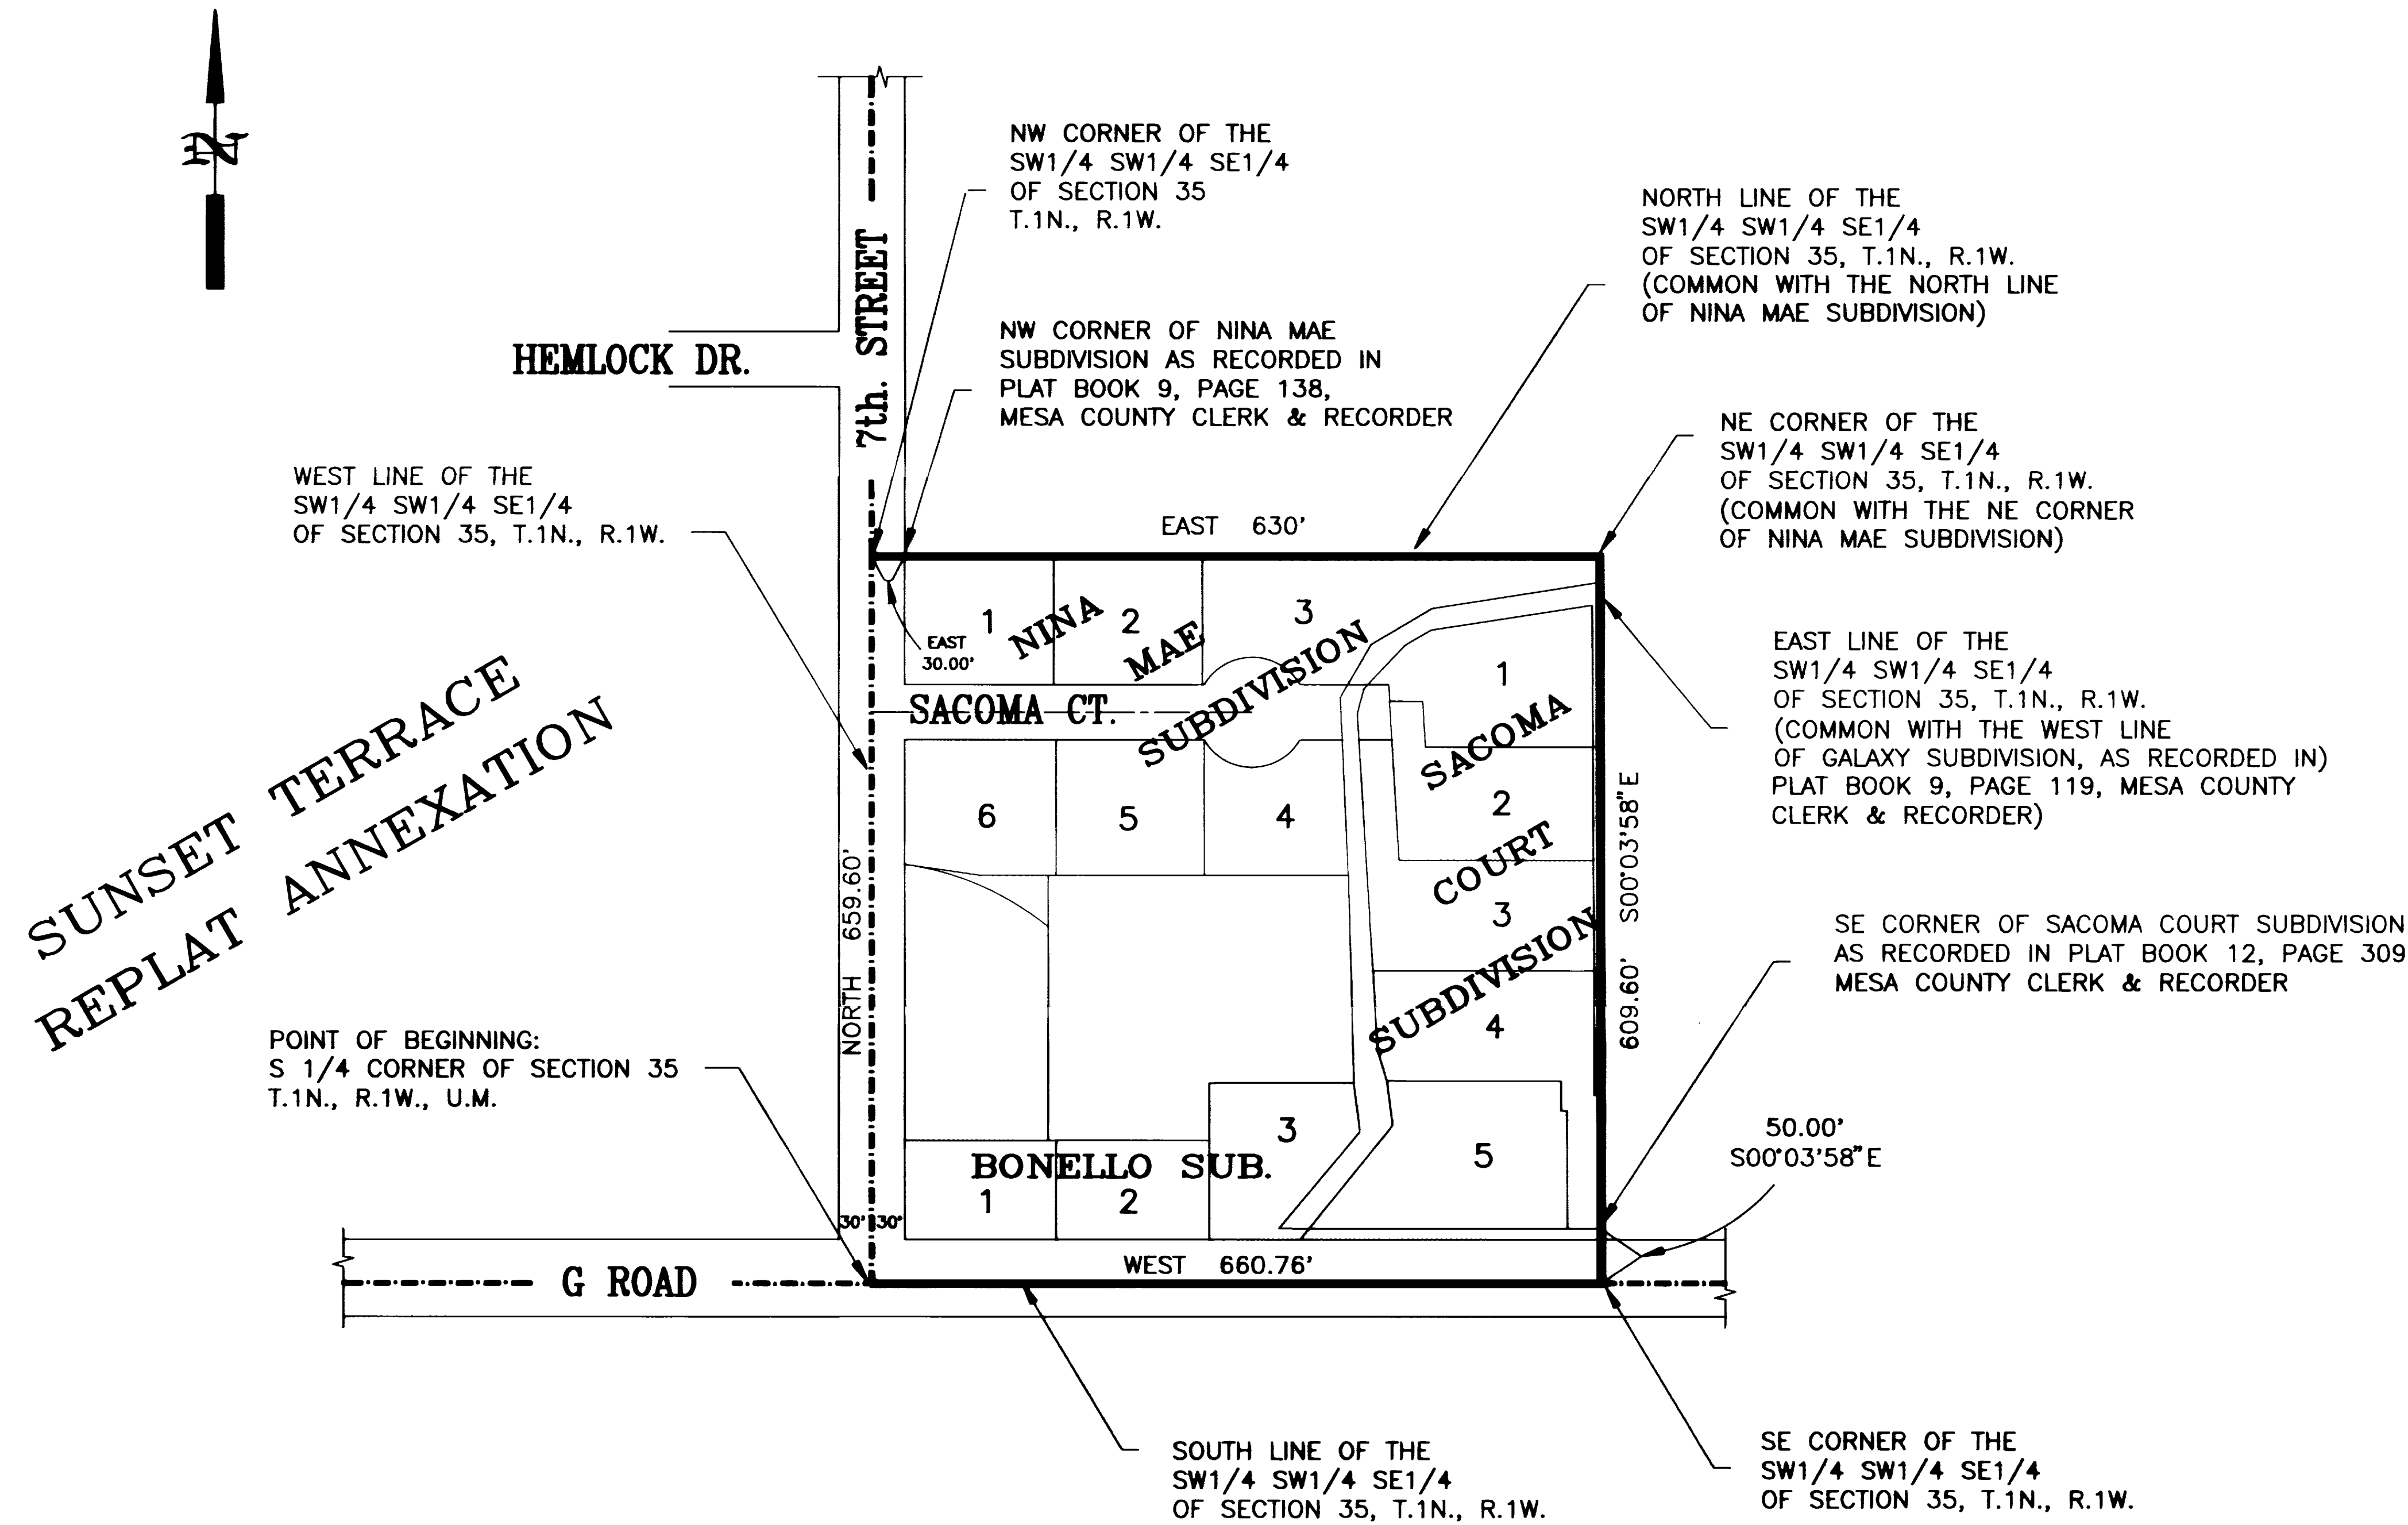 N
NW CORNER OF THE
SW1/4 SW1/4 SE1/4
OF SECTION 35
T.1N., R.1W.
NORTH LINE OF THE
SW1/4 SW1/4 SE1/4
OF SECTION 35, T.1N., R.1W.
(COMMON WITH THE NORTH LINE
OF NINA MAE SUBDIVISION)
7th. STREET
HEMLOCK DR.
NW CORNER OF NINA MAE
SUBDIVISION AS RECORDED IN
PLAT BOOK 9, PAGE 138,
MESA COUNTY CLERK & RECORDER
NE CORNER OF THE
SW1/4 SW1/4 SE1/4
OF SECTION 35, T.1N., R.1W.
(COMMON WITH THE NE CORNER
OF NINA MAE SUBDIVISION)
WEST LINE OF THE
SW1/4 SW1/4 SE1/4
OF SECTION 35, T.1N., R.1W.
EAST 630'
EAST
30.00'
1
2
3
NINA
MAE
SUBDIVISION
SACOMA CT.
6
5
4
1
2
3
4
5
SACOMA
COURT
SUBDIVISION
EAST LINE OF THE
SW1/4 SW1/4 SE1/4
OF SECTION 35, T.1N., R.1W.
(COMMON WITH THE WEST LINE
OF GALAXY SUBDIVISION, AS RECORDED IN)
PLAT BOOK 9, PAGE 119, MESA COUNTY
CLERK & RECORDER)
SUNSET TERRACE
REPLAT ANNEXATION
NORTH 659.60'
609.60' S00°03'58"E
SE CORNER OF SACOMA COURT SUBDIVISION
AS RECORDED IN PLAT BOOK 12, PAGE 309
MESA COUNTY CLERK & RECORDER
POINT OF BEGINNING:
S 1/4 CORNER OF SECTION 35
T.1N., R.1W., U.M.
50.00'
S00°03'58"E
3
BONELLO SUB.
1
2
30'
30'
WEST 660.76'
G ROAD
SOUTH LINE OF THE
SW1/4 SW1/4 SE1/4
OF SECTION 35, T.1N., R.1W.
SE CORNER OF THE
SW1/4 SW1/4 SE1/4
OF SECTION 35, T.1N., R.1W.